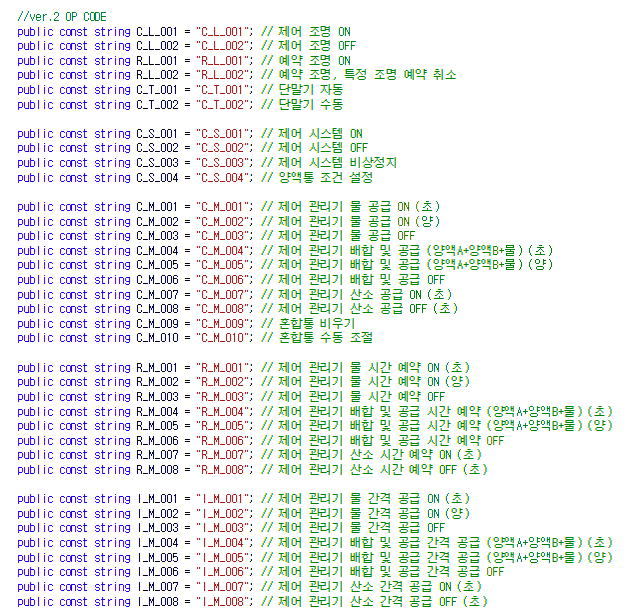 //ver.2 OP CODE
public const string C_L_001 = "C_L_001"; // 제어 조명 ON
public const string C_L_002 = "C_L_002"; // 제어 조명 OFF
public const string R_L_001 = "R_L_001"; // 예약 조명 ON
public const string R_L_002 = "R_L_002"; // 예약 조명, 특정 조명 예약 취소
public const string C_T_001 = "C_T_001"; // 단말기 자동
public const string C_T_002 = "C_T_002"; // 단말기 수동
public const string C_S_001 = "C_S_001"; // 제어 시스템 ON
public const string C_S_002 = "C_S_002"; // 제어 시스템 OFF
public const string C_S_003 = "C_S_003"; // 제어 시스템 비상정지
public const string C_S_004 = "C_S_004"; // 양액통 조건 설정
public const string C_M_001 = "C_M_001"; // 제어 관리기 물 공급 ON (초)
public const string C_M_002 = "C_M_002"; // 제어 관리기 물 공급 ON (양)
public const string C_M_003 = "C_M_003"; // 제어 관리기 물 공급 OFF
public const string C_M_004 = "C_M_004"; // 제어 관리기 배합 및 공급 (양액A+양액B+물) (초)
public const string C_M_005 = "C_M_005"; // 제어 관리기 배합 및 공급 (양액A+양액B+물) (양)
public const string C_M_006 = "C_M_006"; // 제어 관리기 배합 및 공급 OFF
public const string C_M_007 = "C_M_007"; // 제어 관리기 산소 공급 ON (초)
public const string C_M_008 = "C_M_008"; // 제어 관리기 산소 공급 OFF (초)
public const string C_M_009 = "C_M_009"; // 혼합통 비우기
public const string C_M_010 = "C_M_010"; // 혼합통 수동 조절
public const string R_M_001 = "R_M_001"; // 제어 관리기 물 시간 예약 ON (초)
public const string R_M_002 = "R_M_002"; // 제어 관리기 물 시간 예약 ON (양)
public const string R_M_003 = "R_M_003"; // 제어 관리기 물 시간 예약 OFF
public const string R_M_004 = "R_M_004"; // 제어 관리기 배합 및 공급 시간 예약 (양액A+양액B+물) (초)
public const string R_M_005 = "R_M_005"; // 제어 관리기 배합 및 공급 시간 예약 (양액A+양액B+물) (양)
public const string R_M_006 = "R_M_006"; // 제어 관리기 배합 및 공급 시간 예약 OFF
public const string R_M_007 = "R_M_007"; // 제어 관리기 산소 시간 예약 ON (초)
public const string R_M_008 = "R_M_008"; // 제어 관리기 산소 시간 예약 OFF (초)
public const string I_M_001 = "I_M_001"; // 제어 관리기 물 간격 공급 ON (초)
public const string I_M_002 = "I_M_002"; // 제어 관리기 물 간격 공급 ON (양)
public const string I_M_003 = "I_M_003"; // 제어 관리기 물 간격 공급 OFF
public const string I_M_004 = "I_M_004"; // 제어 관리기 배합 및 공급 간격 공급 (양액A+양액B+물) (초)
public const string I_M_005 = "I_M_005"; // 제어 관리기 배합 및 공급 간격 공급 (양액A+양액B+물) (양)
public const string I_M_006 = "I_M_006"; // 제어 관리기 배합 및 공급 간격 공급 OFF
public const string I_M_007 = "I_M_007"; // 제어 관리기 산소 간격 공급 ON (초)
public const string I_M_008 = "I_M_008"; // 제어 관리기 산소 간격 공급 OFF (초)